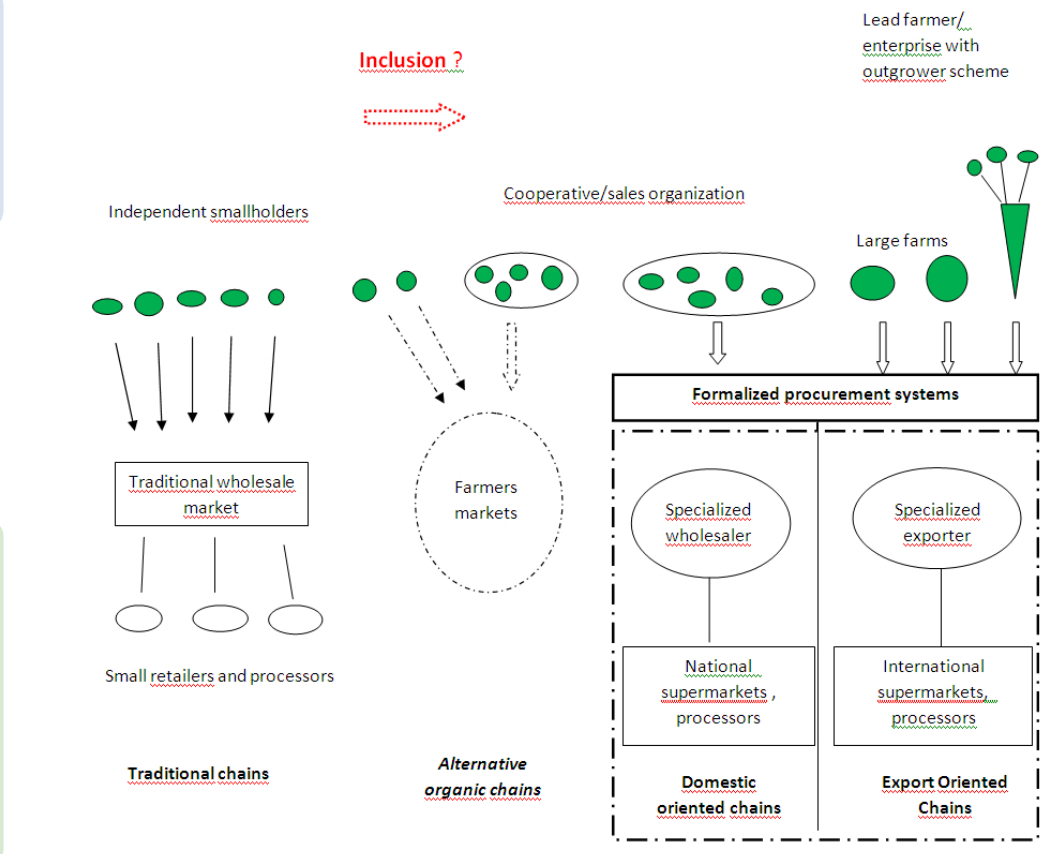 Lead farmer/
enterprise with
outgrower scheme
Inclusion ?
Cooperative/sales organization
Independent smallholders
Large farms
Formalized procurement systems
Traditional wholesale
market
Farmers
markets
Specialized
wholesaler
Specialized
exporter
Small retailers and processors
National
supermarkets ,
processors
International
supermarkets,
processors
Traditional chains
Alternative
organic chains
Domestic
oriented chains
Export Oriented
Chains